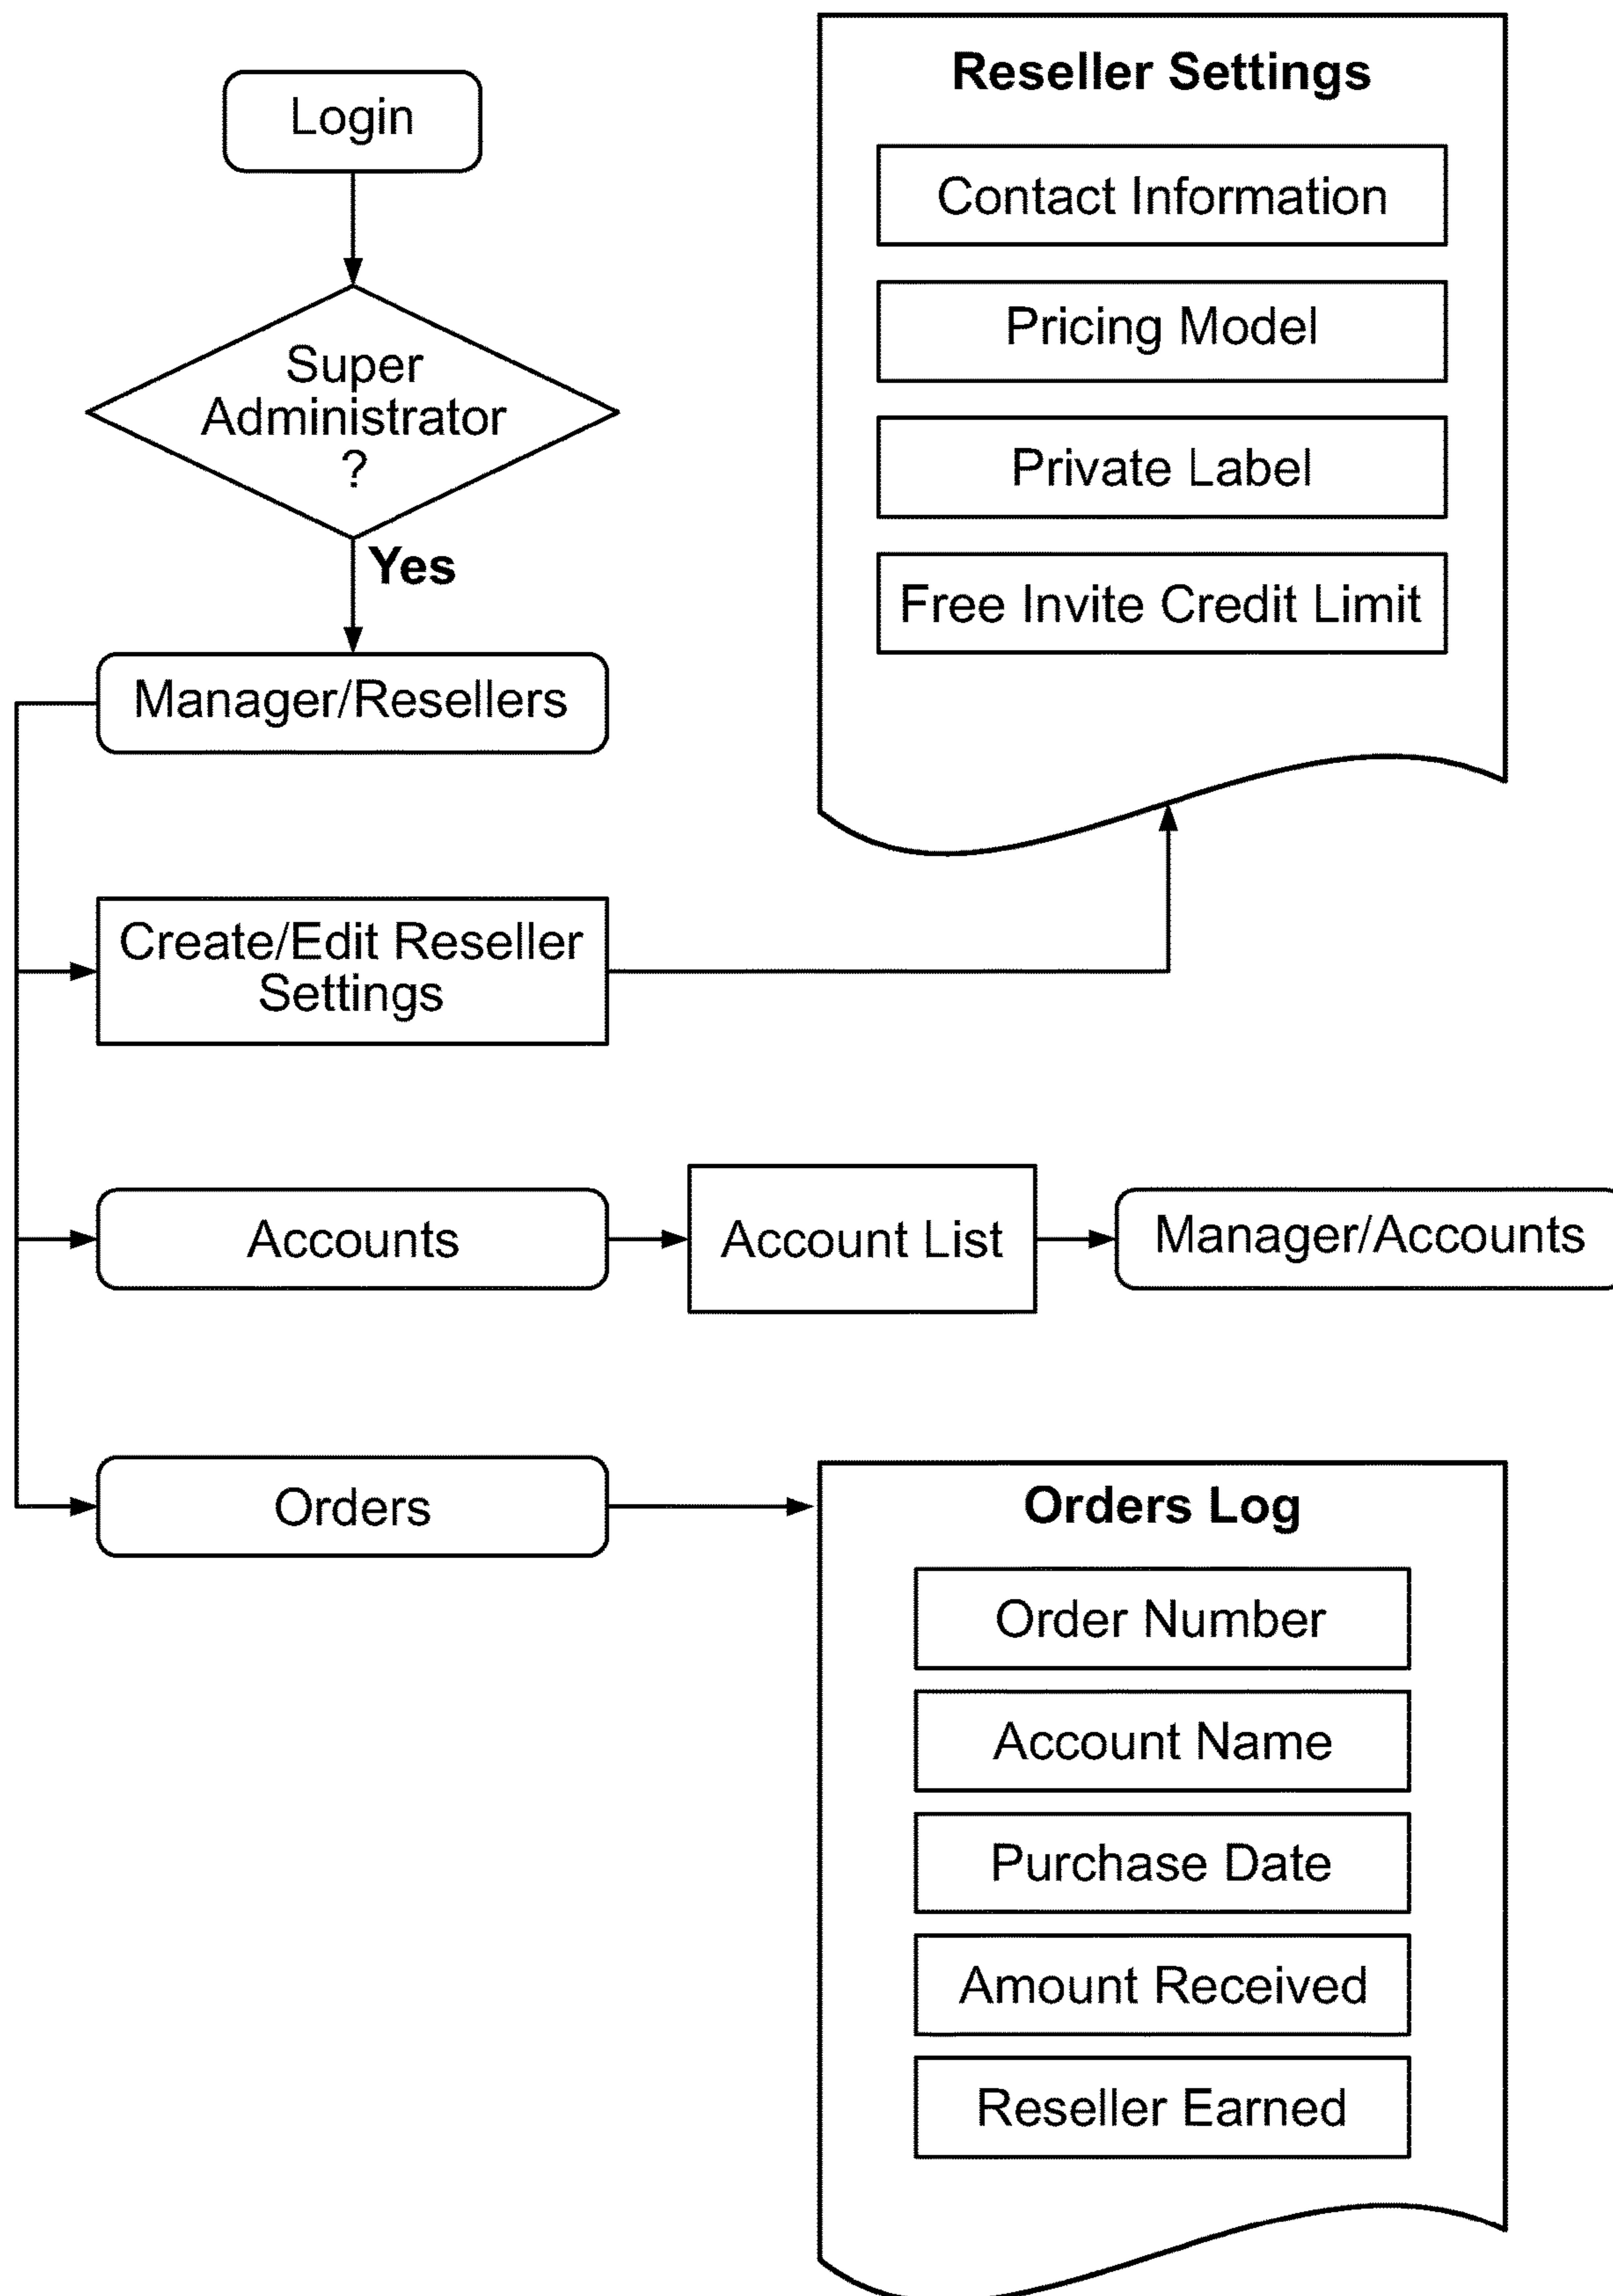 Login
Super
Administrator
?
Yes
Manager/Resellers
Reseller Settings
Contact Information
Pricing Model
Private Label
Free Invite Credit Limit
Create/Edit Reseller
Settings
Accounts
Account List
Manager/Accounts
Orders
Orders Log
Order Number
Account Name
Purchase Date
Amount Received
Reseller Earned